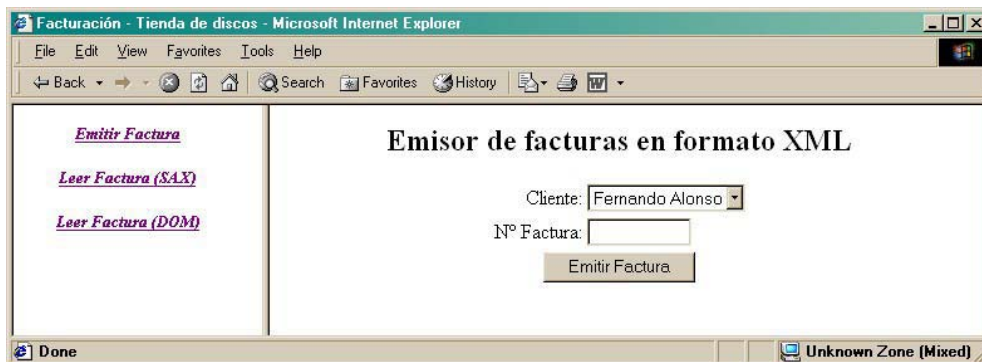 Facturación - Tienda de discos - Microsoft Internet Explorer
File Edit View Favorites Tools Help
Back Search Favorites History
Emitir Factura
Leer Factura (SAX)
Leer Factura (DOM)
Emisor de facturas en formato XML
Cliente: Fernando Alonso
Nº Factura:
Emitir Factura
Done Unknown Zone (Mixed)